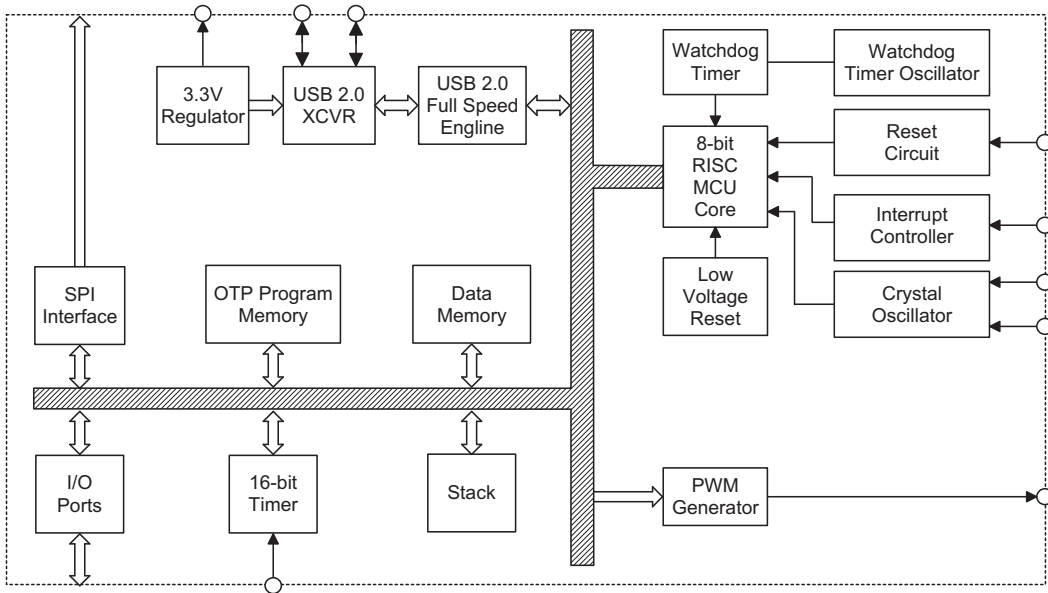 3.3V
Regulator
USB 2.0
XCVR
USB 2.0
Full Speed
Engline
Watchdog
Timer
Watchdog
Timer Oscillator
8-bit
RISC
MCU
Core
Reset
Circuit
Interrupt
Controller
Low
Voltage
Reset
Crystal
Oscillator
SPI
Interface
OTP Program
Memory
Data
Memory
I/O
Ports
16-bit
Timer
Stack
PWM
Generator